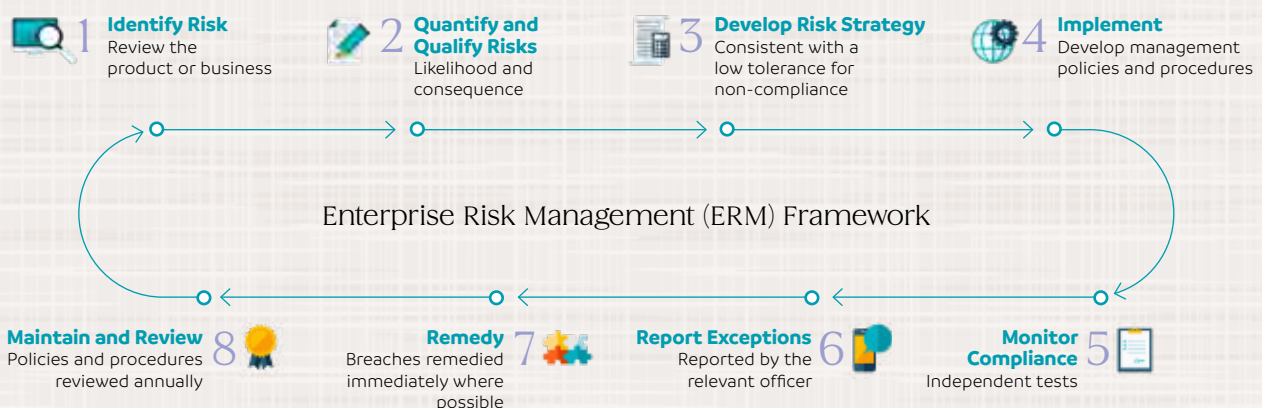 1
Identify Risk
Review the
product or business
2
Quantify and
Qualify Risks
Likelihood and
consequence
3
Develop Risk Strategy
Consistent with a
low tolerance for
non-compliance
4
Implement
Develop management
policies and procedures
Enterprise Risk Management (ERM) Framework
Maintain and Review
Policies and procedures
reviewed annually
8
Remedy
Breaches remedied
immediately where
possible
7
Report Exceptions
Reported by the
relevant officer
6
Monitor
Compliance
Independent tests
5